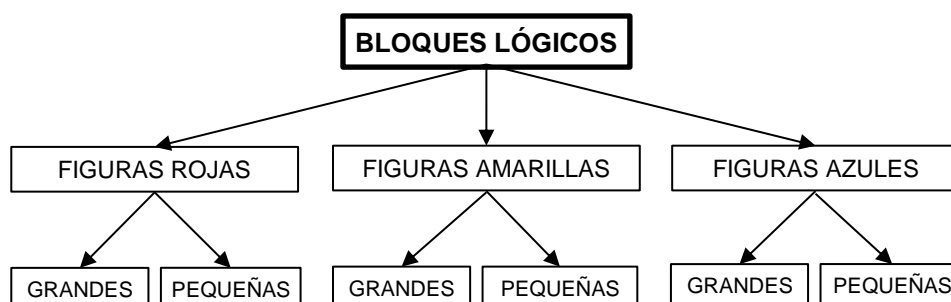 BLOQUES LÓGICOS
FIGURAS ROJAS
FIGURAS AMARILLAS
FIGURAS AZULES
GRANDES
PEQUEÑAS
GRANDES
PEQUEÑAS
GRANDES
PEQUEÑAS